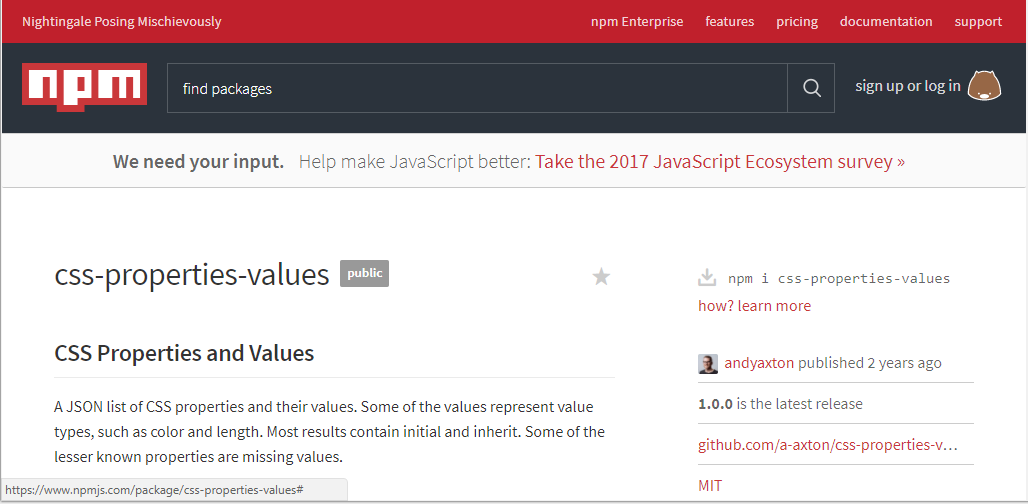 Nightingale Posing Mischievously
npm Enterprise features pricing documentation support
npm
find packages
sign up or log in
We need your input. Help make JavaScript better: Take the 2017 JavaScript Ecosystem survey »
css-properties-values public
npm i css-properties-values
how? learn more
CSS Properties and Values
A JSON list of CSS properties and their values. Some of the values represent value
types, such as color and length. Most results contain initial and inherit. Some of the
lesser known properties are missing values.
andyaxton published 2 years ago
1.0.0 is the latest release
github.com/a-axton/css-properties-v…
MIT
https://www.npmjs.com/package/css-properties-values#